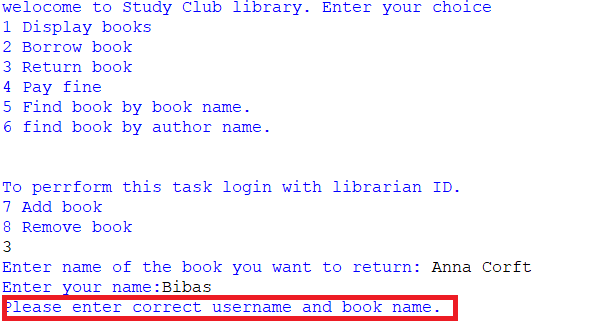 welocome to Study Club library. Enter your choice
1 Display books
2 Borrow book
3 Return book
4 Pay fine
5 Find book by book name.
6 find book by author name.
To perrform this task login with librarian ID.
7 Add book
8 Remove book
3
Enter name of the book you want to return: Anna Corft
Enter your name:Bibas
Please enter correct username and book name.